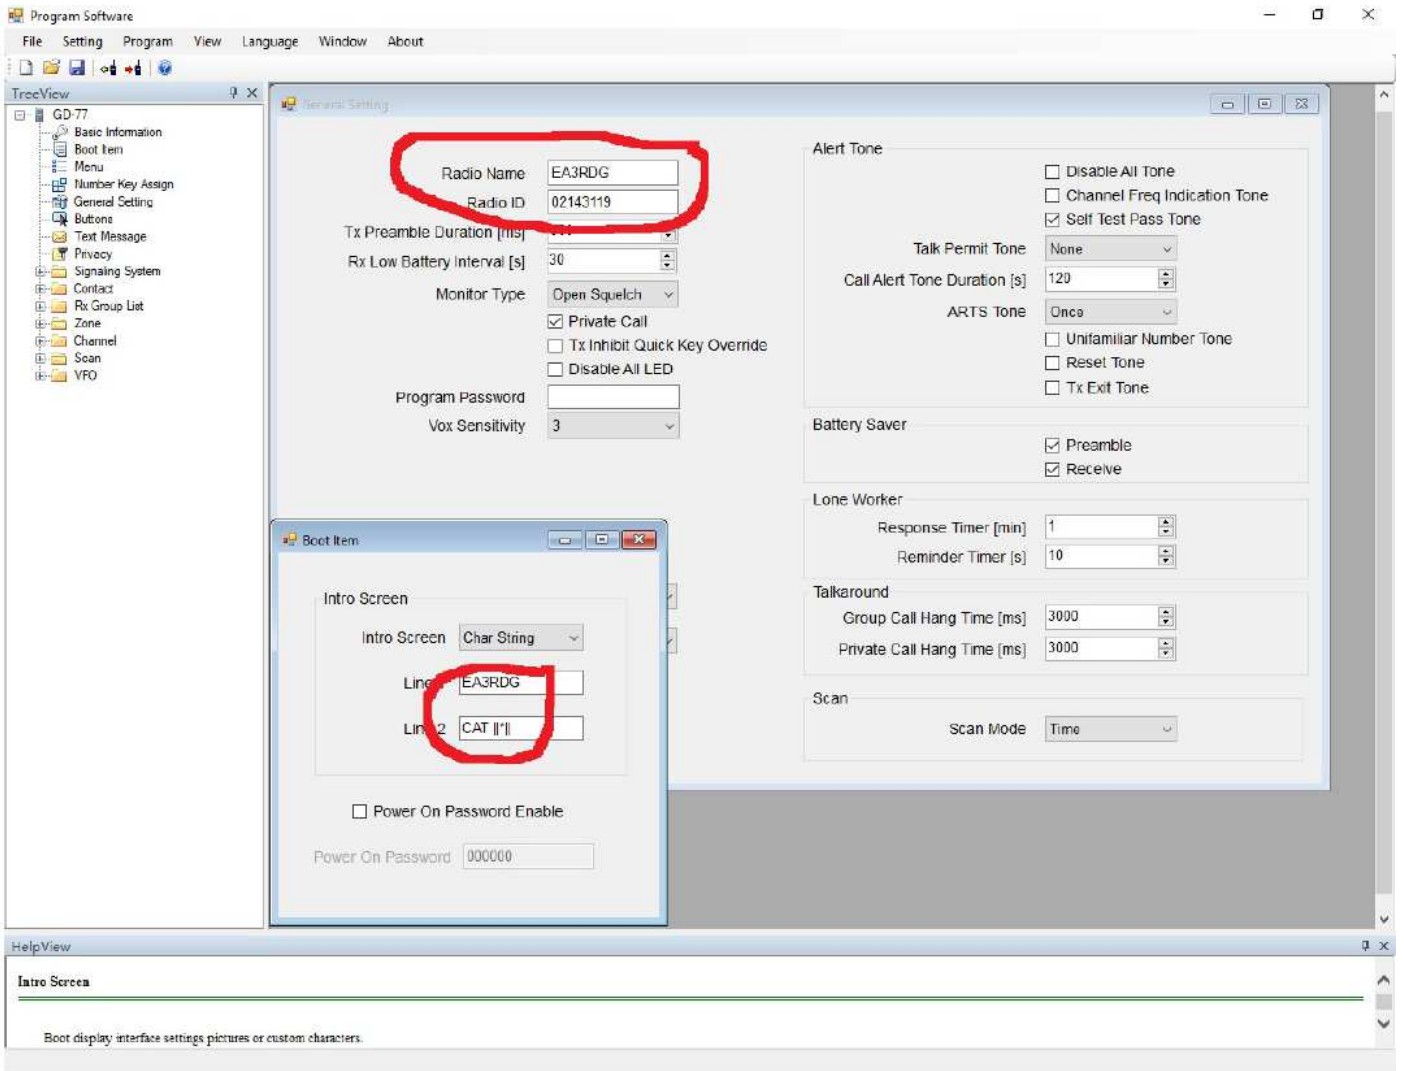 Program Software
File Setting Program View Language Window About
TreeView
GD-77
Basic Information
Boot Item
Menu
Number Key Assign
General Setting
Buttons
Text Message
Privacy
Signaling System
Contact
Rx Group List
Zone
Channel
Scan
VFO
General Setting
Radio Name EA3RDG
Radio ID 02143119
Tx Preamble Duration [ms]
Rx Low Battery Interval [s] 30
Monitor Type Open Squelch
Private Call
Tx Inhibit Quick Key Override
Disable All LED
Program Password
Vox Sensitivity 3
Alert Tone
Disable All Tone
Channel Freq Indication Tone
Self Test Pass Tone
Talk Permit Tone None
Call Alert Tone Duration [s] 120
ARTS Tone Once
Unifamiliar Number Tone
Reset Tone
Tx Exit Tone
Battery Saver
Preamble
Receive
Lone Worker
Response Timer [min] 1
Reminder Timer [s] 10
Talkaround
Group Call Hang Time [ms] 3000
Private Call Hang Time [ms] 3000
Scan
Scan Mode Time
Boot Item
Intro Screen
Intro Screen Char String
Line EA3RDG
Line 2 CAT ||*||
Power On Password Enable
Power On Password 000000
HelpView
Intro Screen
Boot display interface settings pictures or custom characters.